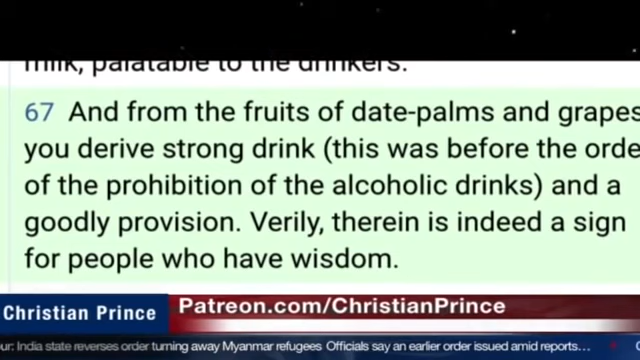 milk, palatable to the drinkers.
67 And from the fruits of date-palms and grapes
you derive strong drink (this was before the orde
of the prohibition of the alcoholic drinks) and a
goodly provision. Verily, therein is indeed a sign
for people who have wisdom.
Christian Prince
Patreon.com/ChristianPrince
our: India state reverses order turning away Myanmar refugees Officials say an earlier order issued amid reports...